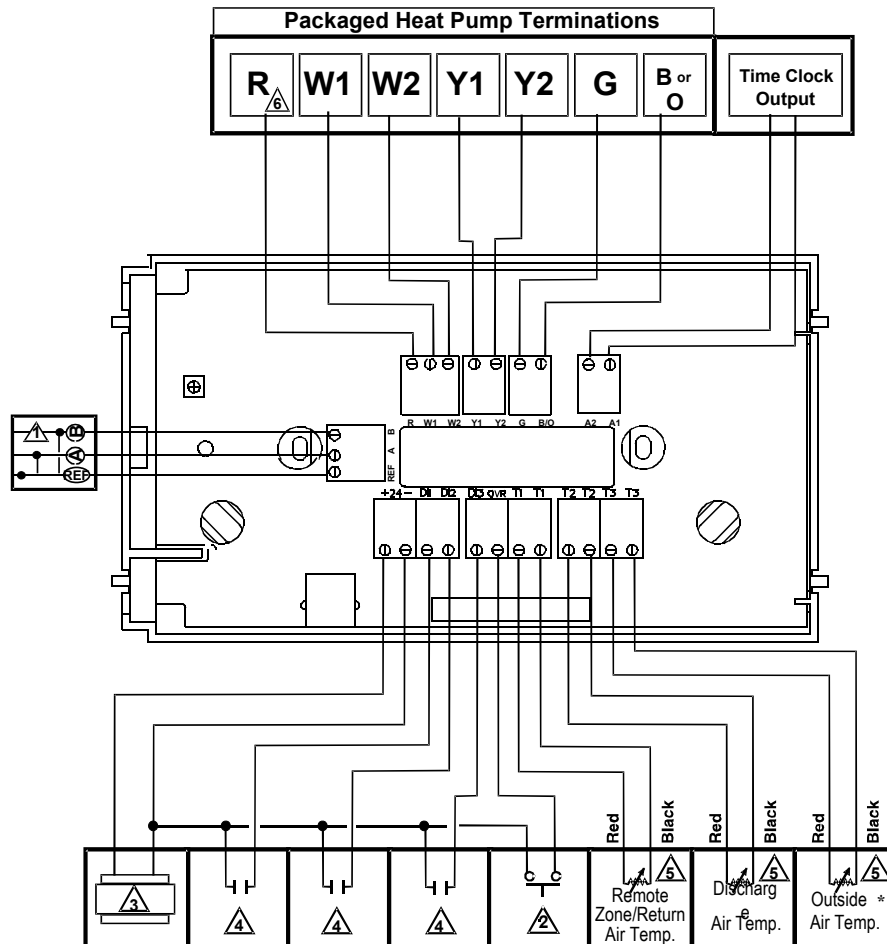 Packaged Heat Pump Terminations
R 6 W1 W2 Y1 Y2 G B or
O
Time Clock
Output
R W1 W2 Y1 Y2 G B/O A2 A1
1
B
A
REF
B
A
REF
+24- DI1 DI2 DI3 OVR T1 T1 T2 T2 T3 T3
Red Black Red Black Red Black
3 4 4 4 2
5
Remote
Zone/Return
Air Temp.
5
Discharg
e
Air Temp.
5
Outside *
Air Temp.